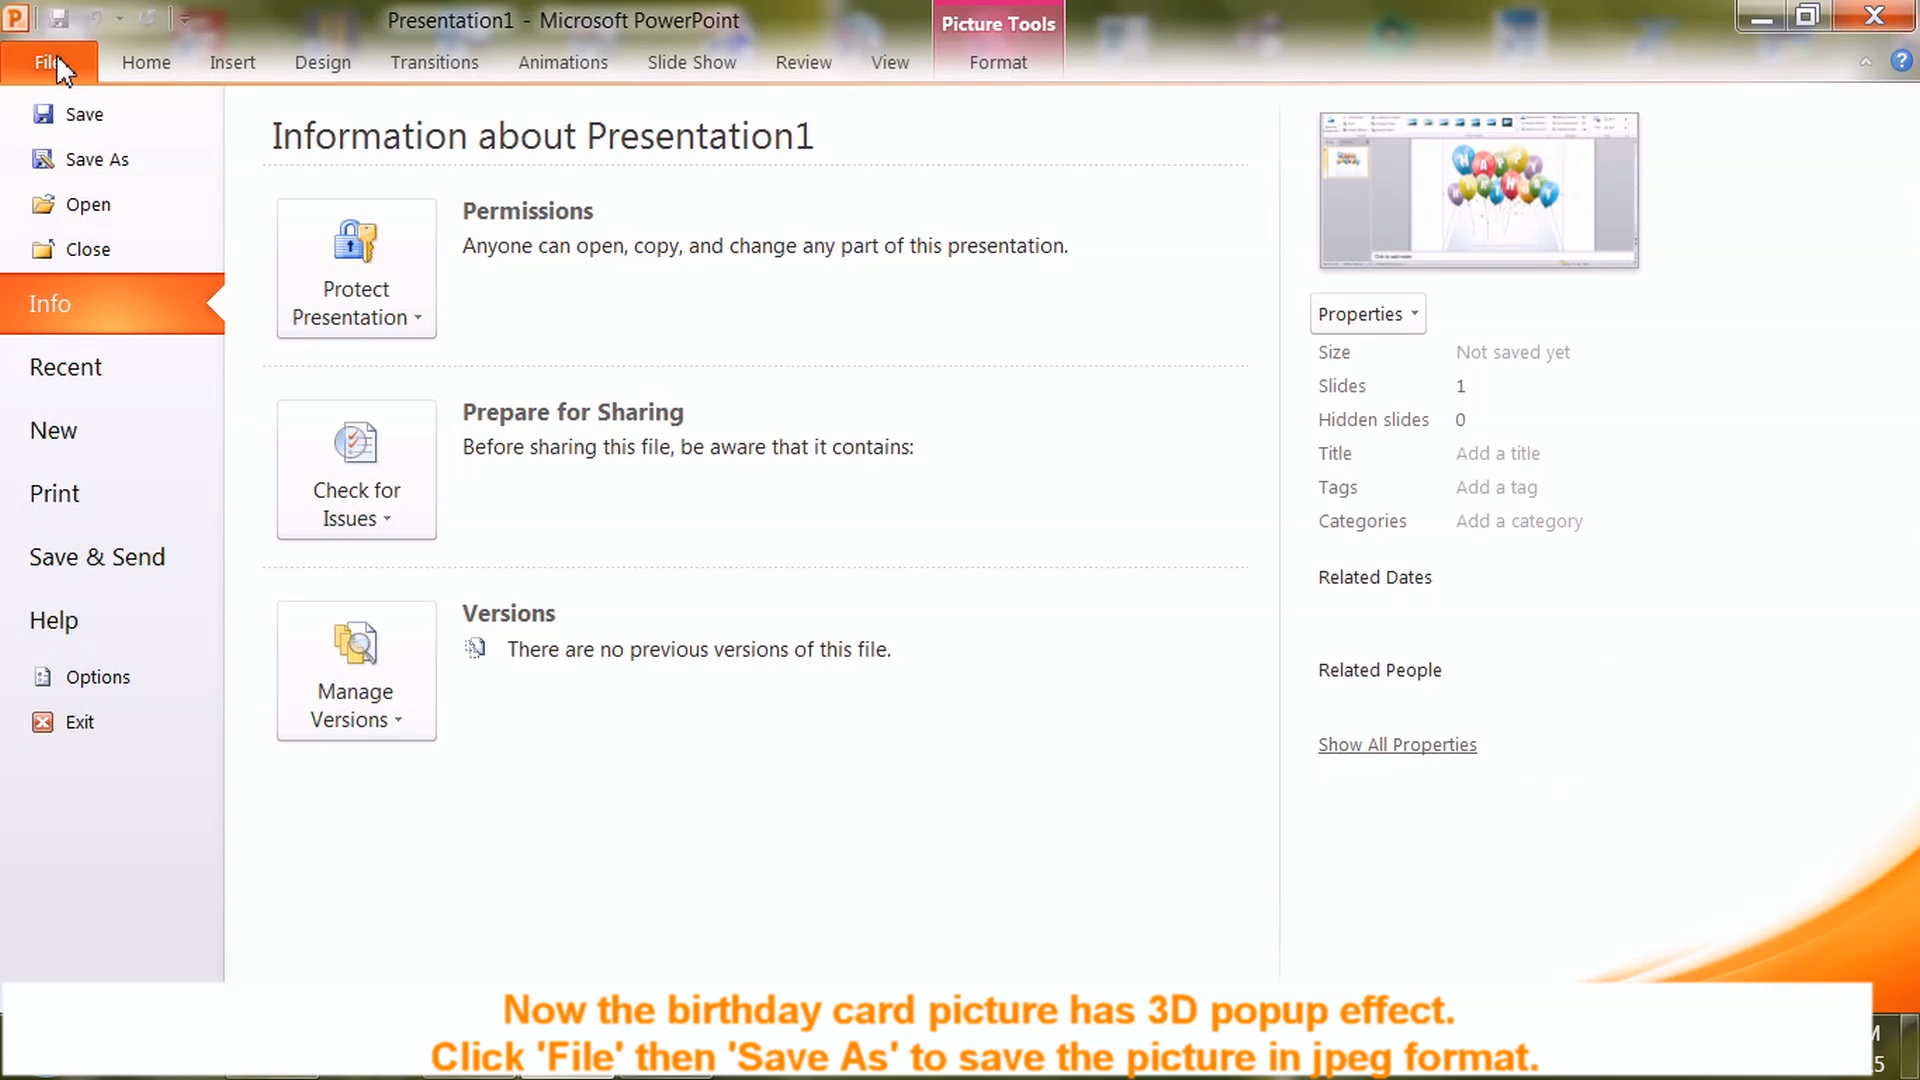 Presentation1 - Microsoft PowerPoint
Picture Tools
File
Home
Insert
Design
Transitions
Animations
Slide Show
Review
View
Format
Save
Save As
Open
Close
Info
Recent
New
Print
Save & Send
Help
Options
Exit
Information about Presentation1
Protect
Presentation
Permissions
Anyone can open, copy, and change any part of this presentation.
Check for
Issues
Prepare for Sharing
Before sharing this file, be aware that it contains:
Manage
Versions
Versions
There are no previous versions of this file.
HAPPY
BIRTHDAY
Properties
Size Not saved yet
Slides 1
Hidden slides 0
Title Add a title
Tags Add a tag
Categories Add a category
Related Dates
Related People
Show All Properties
Now the birthday card picture has 3D popup effect.
Click 'File' then 'Save As' to save the picture in jpeg format.